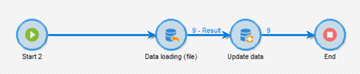 9 - Result
9
Start 2
Data loading (file)
Update data
End